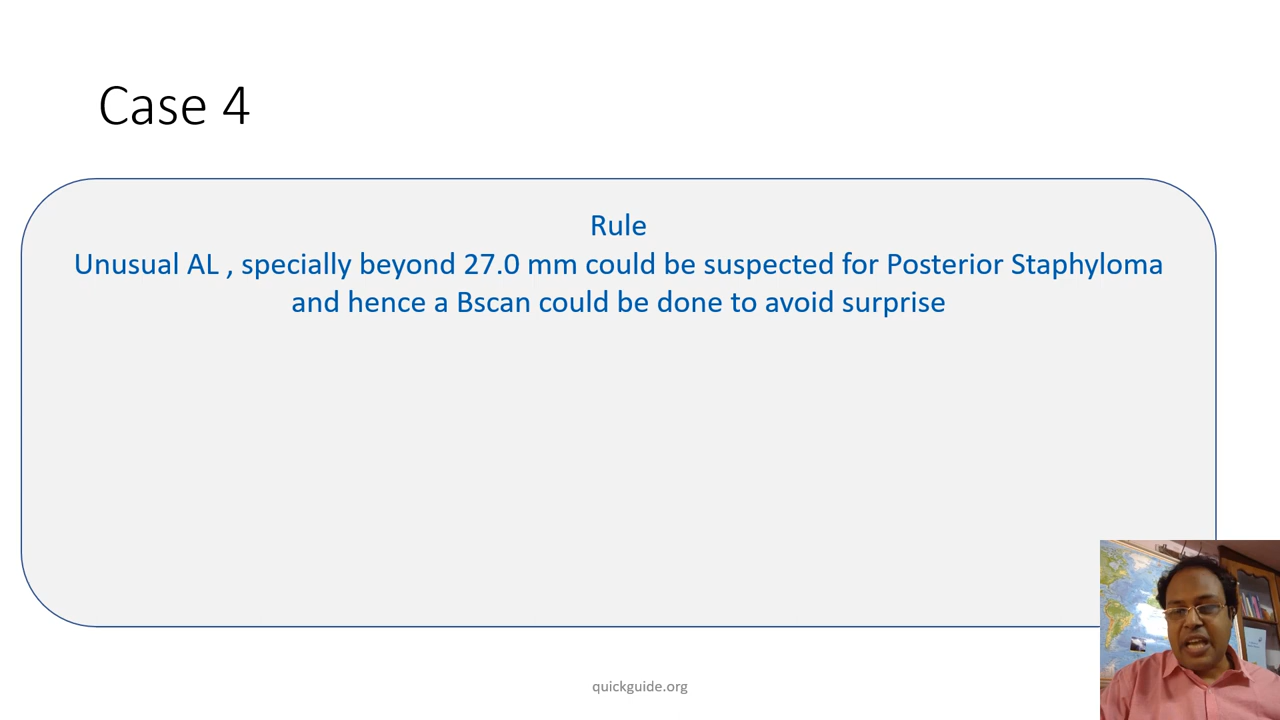 Case 4
Rule
Unusual AL , specially beyond 27.0 mm could be suspected for Posterior Staphyloma
and hence a Bscan could be done to avoid surprise
quickguide.org